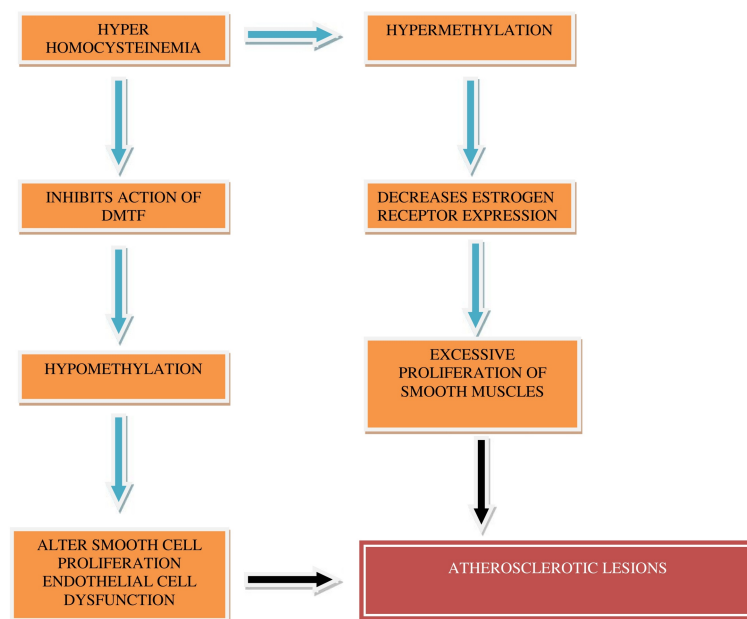 HYPER
HOMOCYSTEINEMIA
HYPERMETHYLATION
INHIBITS ACTION OF
DMTF
DECREASES ESTROGEN
RECEPTOR EXPRESSION
HYPOMETHYLATION
EXCESSIVE
PROLIFERATION OF
SMOOTH MUSCLES
ALTER SMOOTH CELL
PROLIFERATION
ENDOTHELIAL CELL
DYSFUNCTION
ATHEROSCLEROTIC LESIONS